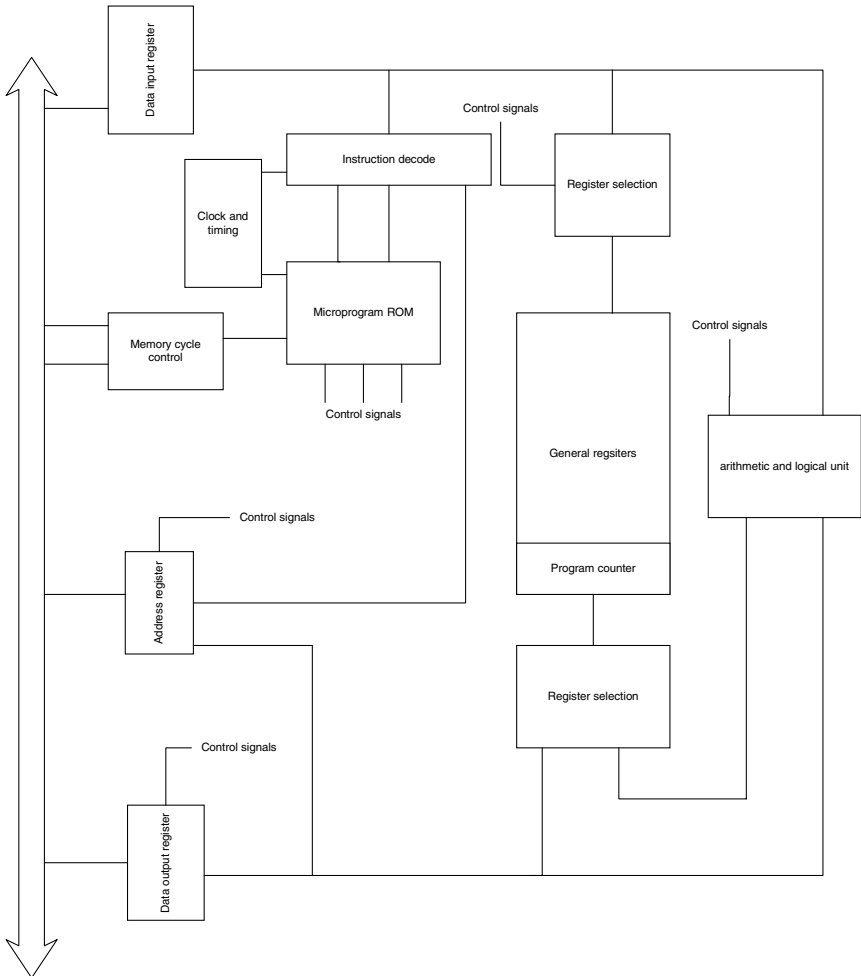 Data input register
Control signals
Instruction decode
Register selection
Clock and
timing
Microprogram ROM
Memory cycle
control
Control signals
Control signals
General regsiters
arithmetic and logical unit
Control signals
Address register
Program counter
Register selection
Control signals
Data output register